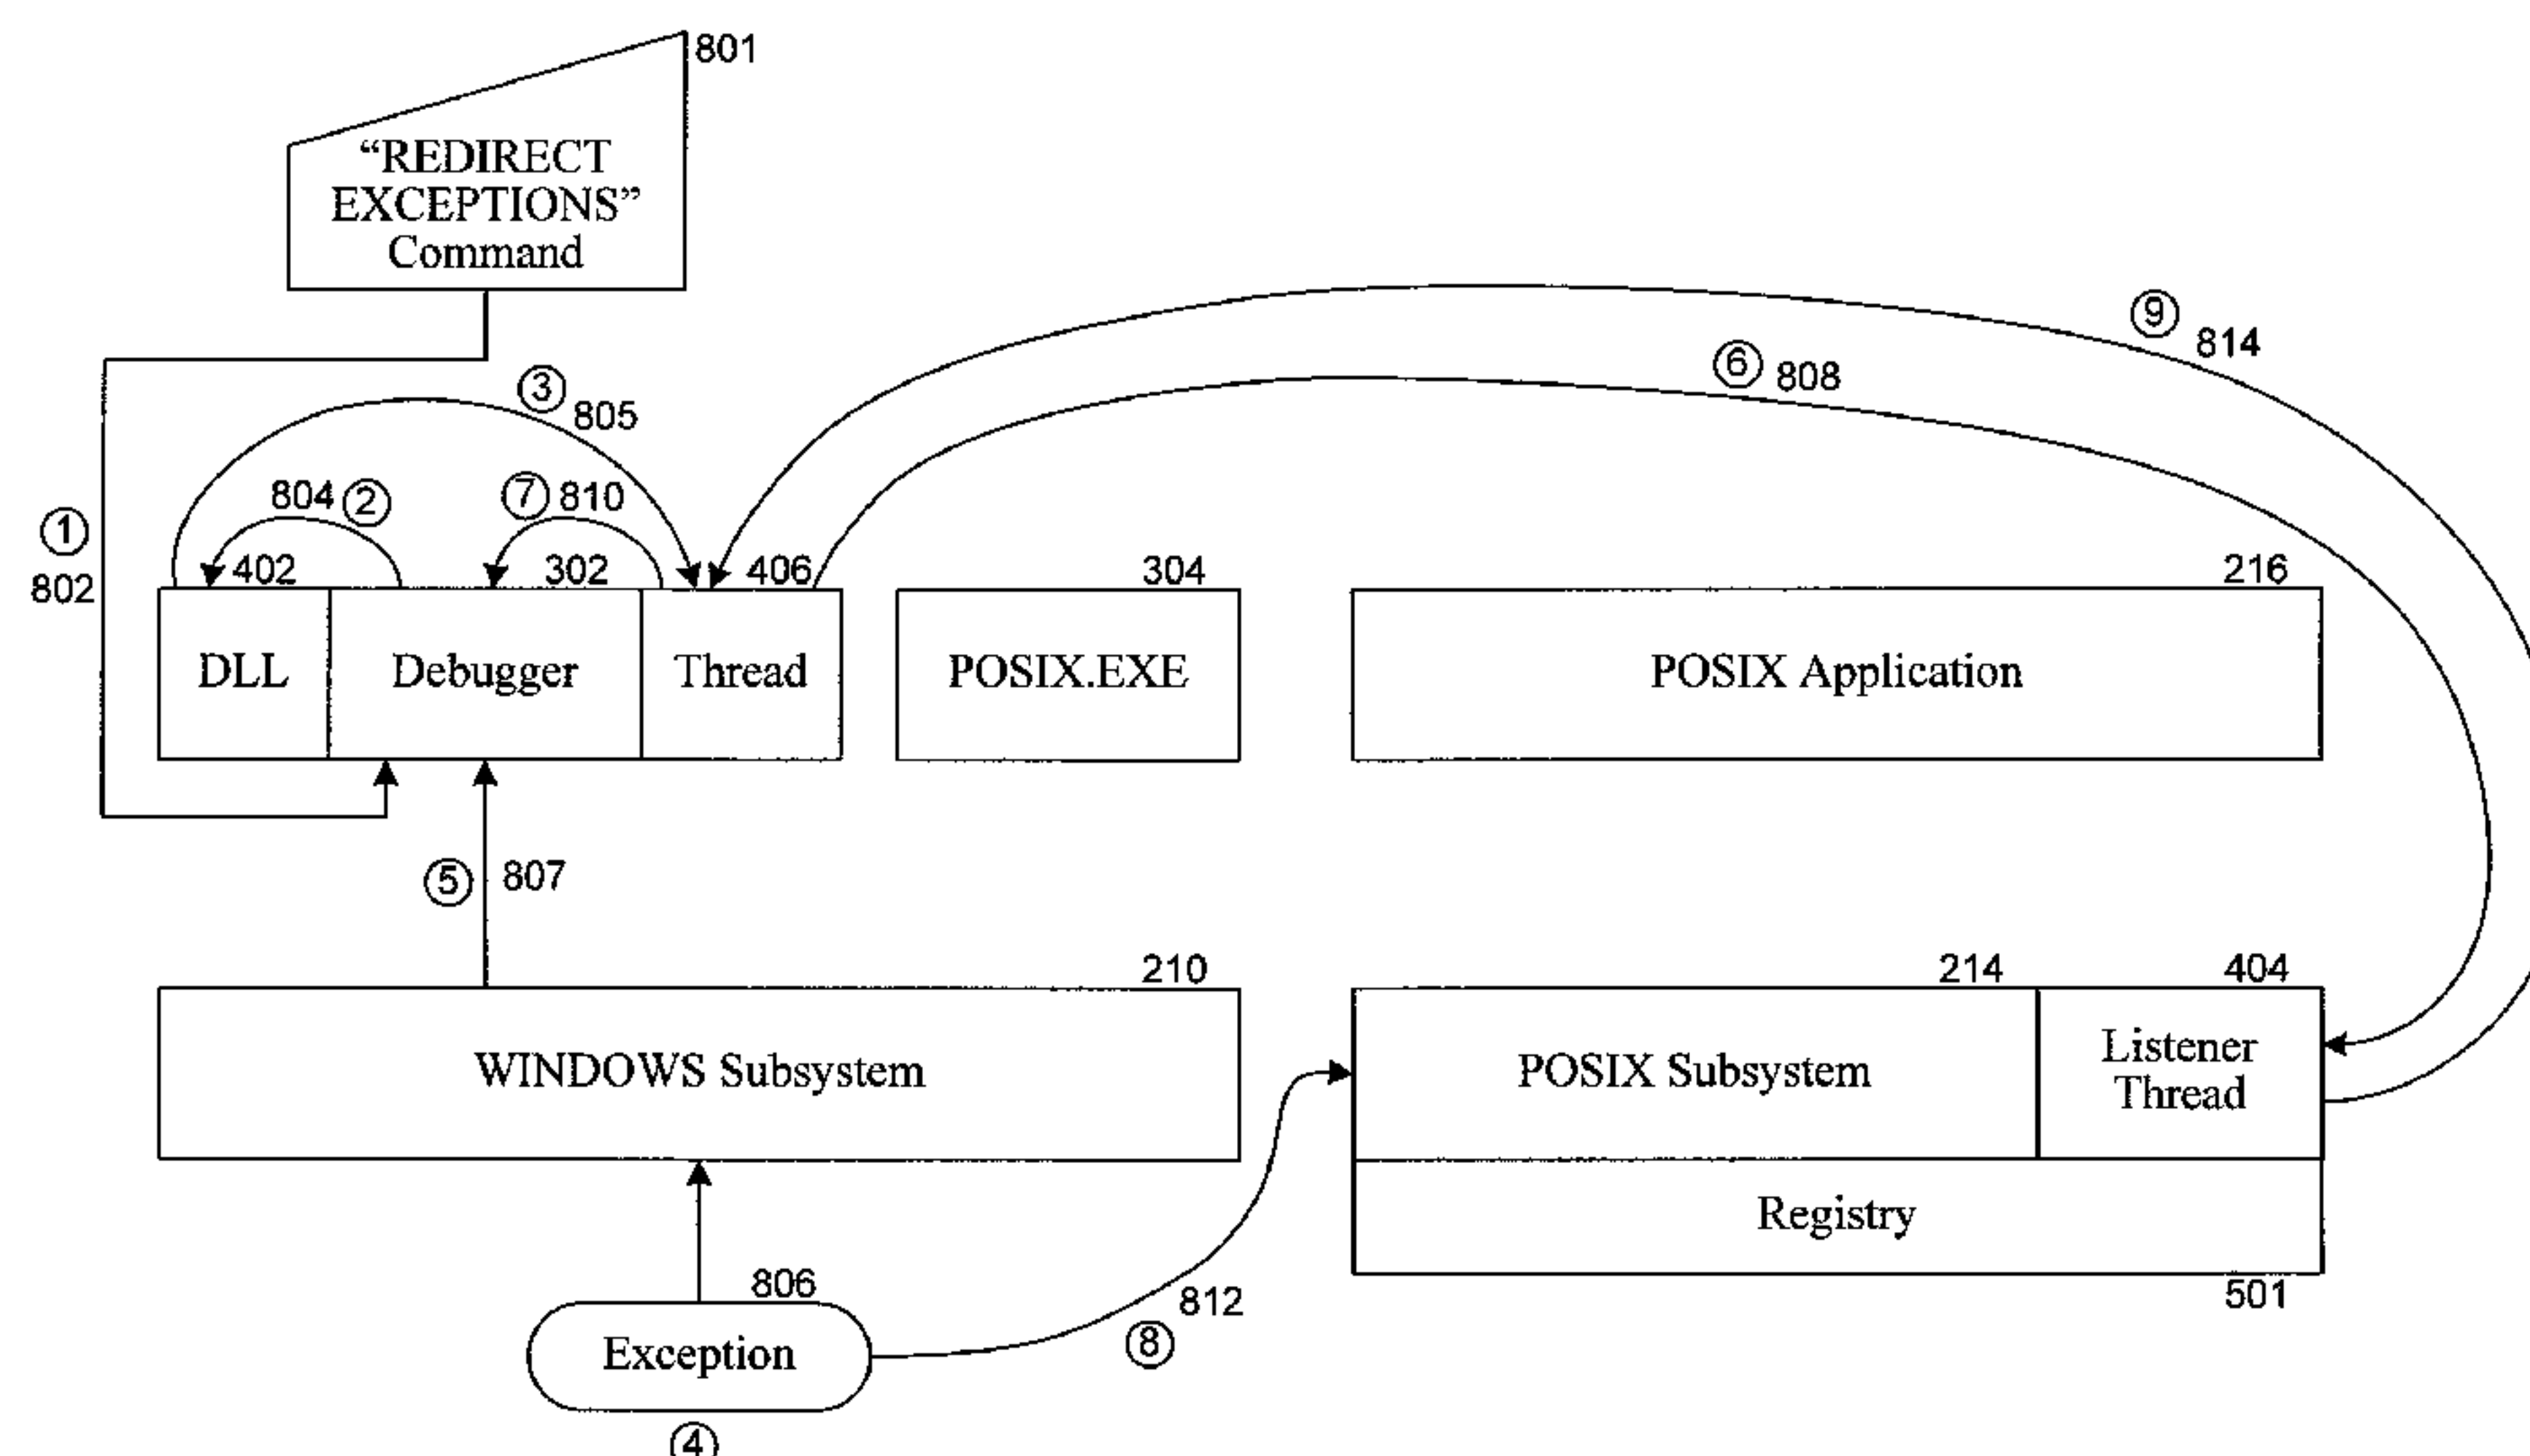 801
“REDIRECT
EXCEPTIONS”
Command
9
814
6
808
3
805
804
2
7
810
1
802
402
302
406
304
216
DLL
Debugger
Thread
POSIX.EXE
POSIX Application
5
807
210
214
404
WINDOWS Subsystem
POSIX Subsystem
Listener
Thread
Registry
806
812
501
Exception
8
4